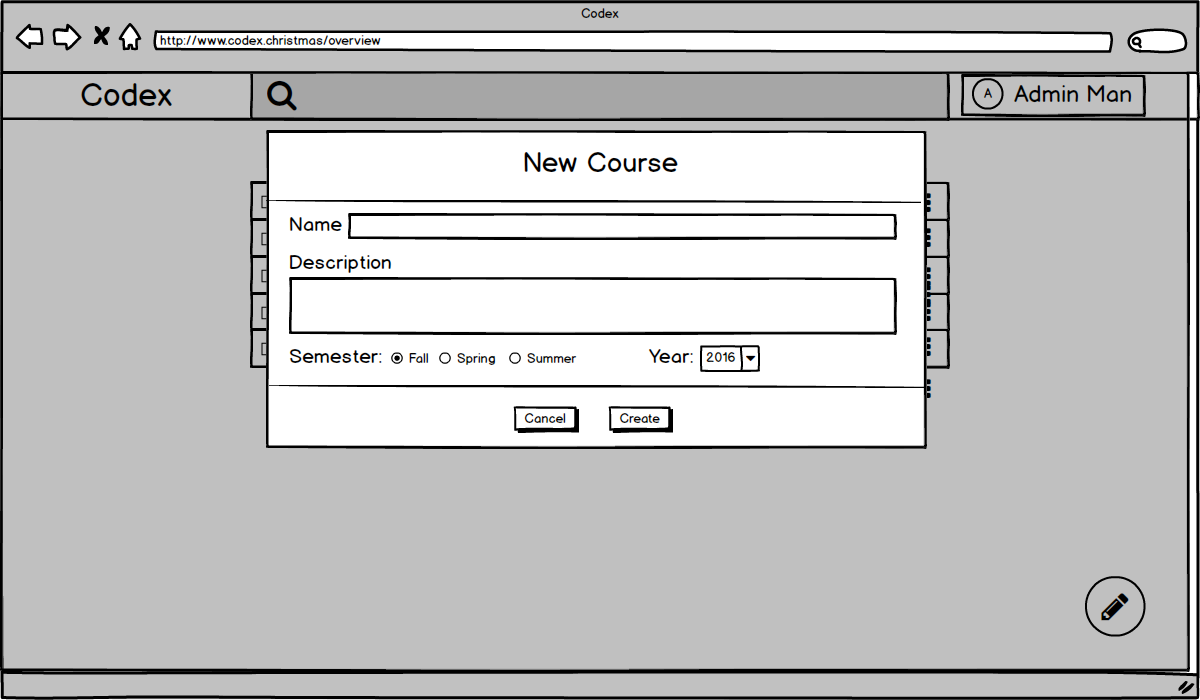 Codex
http://www.codex.christmas/overview
Codex
A Admin Man
New Course
Name
Description
Semester: Fall Spring Summer Year: 2016
Cancel Create